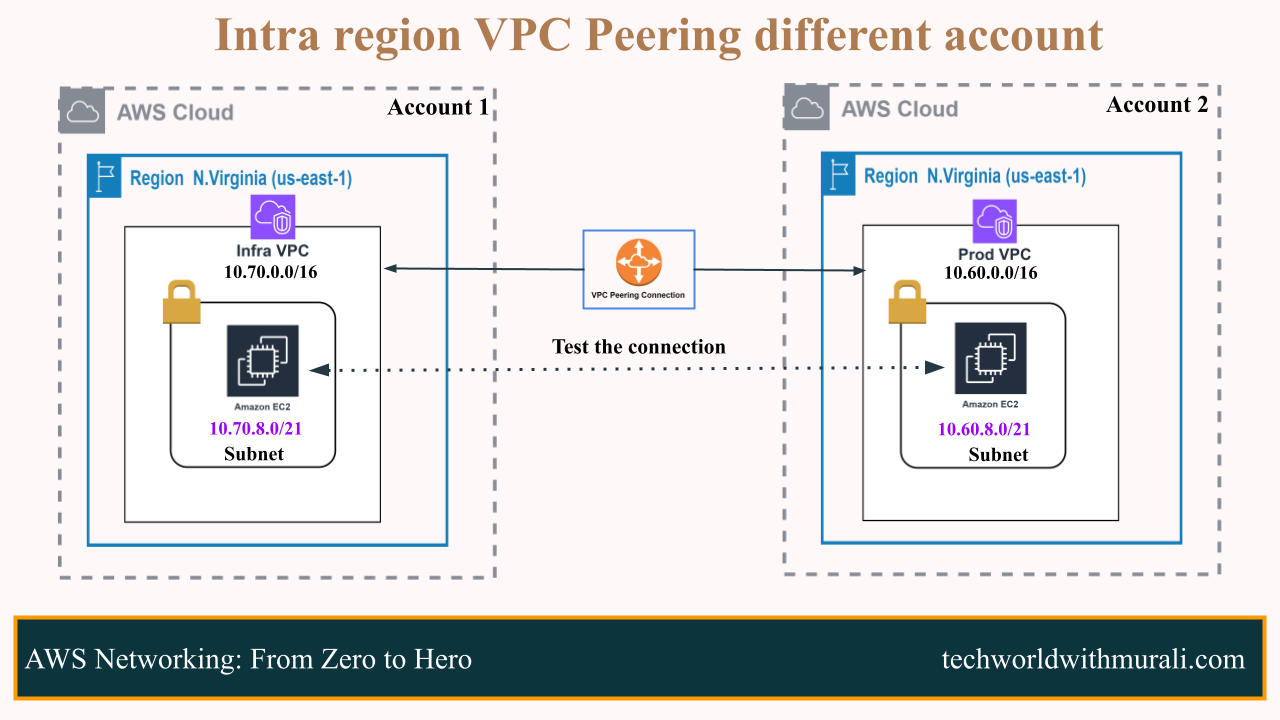 Intra region VPC Peering different account
AWS Cloud
Account 1
Region N.Virginia (us-east-1)
Infra VPC
10.70.0.0/16
Amazon EC2
10.70.8.0/21
Subnet
VPC Peering Connection
Test the connection
AWS Cloud
Account 2
Region N.Virginia (us-east-1)
Prod VPC
10.60.0.0/16
Amazon EC2
10.60.8.0/21
Subnet
AWS Networking: From Zero to Hero
techworldwithmurali.com